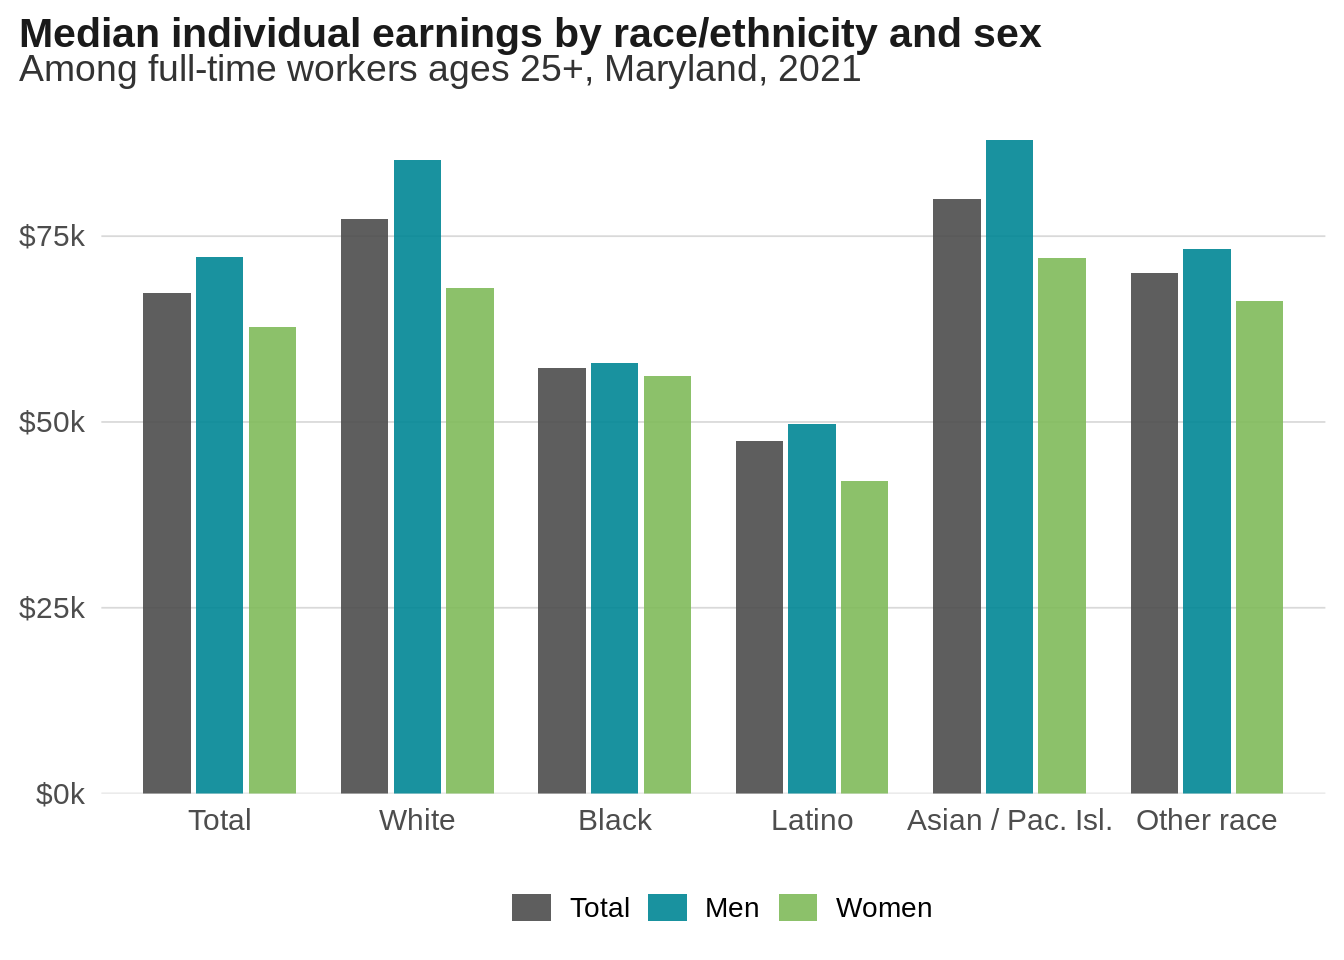 Median individual earnings by race/ethnicity and sex
Among full-time workers ages 25+, Maryland, 2021
$75k
$50k
$25k
$0k
Total White Black Latino Asian / Pac. Isl. Other race
Total Men Women